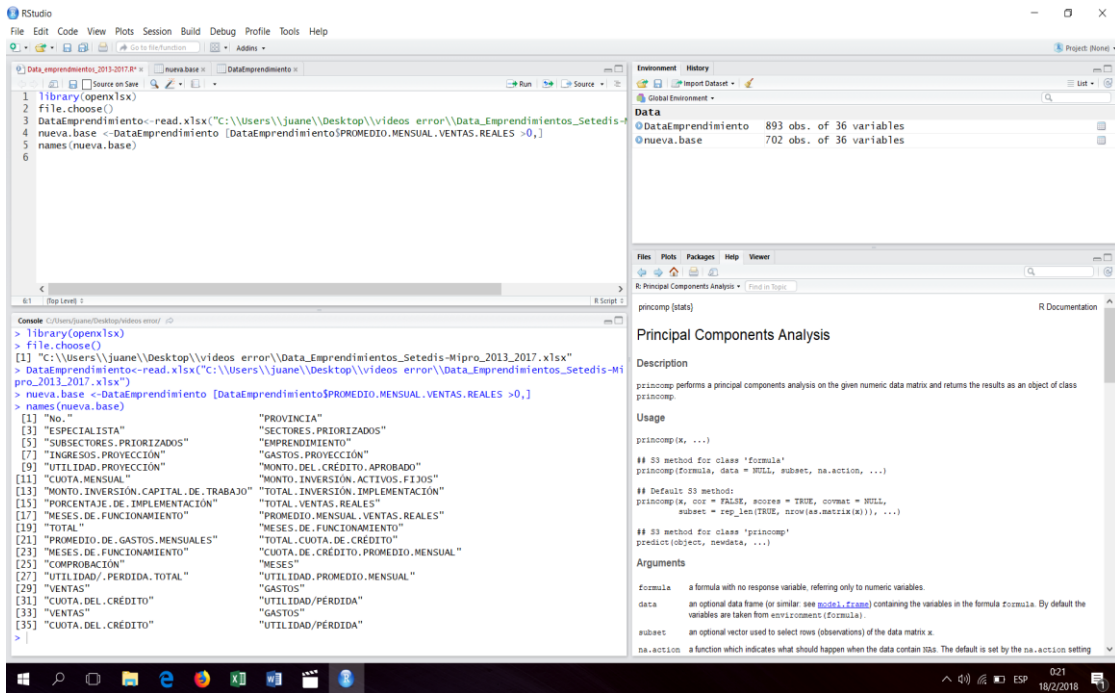 RStudio
File Edit Code View Plots Session Build Debug Profile Tools Help
Go to file/function Addins
Project: (None)
Data_emprendmientos_2013-2017.R* nueva.base DataEmprendimiento
Source on Save Run Source
1 library(openxlsx)
2 file.choose()
3 DataEmprendimiento<-read.xlsx("C:\\Users\\juane\\Desktop\\videos error\\Data_Emprendimientos_Setedis-M
4 nueva.base <-DataEmprendimiento [DataEmprendimiento$PROMEDIO.MENSUAL.VENTAS.REALES >0,]
5 names(nueva.base)
6
6:1 (Top Level) R Script
Console C:/Users/juane/Desktop/videos error/
> library(openxlsx)
> file.choose()
[1] "C:\\Users\\juane\\Desktop\\videos error\\Data_Emprendimientos_Setedis-Mipro_2013_2017.xlsx"
> DataEmprendimiento<-read.xlsx("C:\\Users\\juane\\Desktop\\videos error\\Data_Emprendimientos_Setedis-Mi
pro_2013_2017.xlsx")
> nueva.base <-DataEmprendimiento [DataEmprendimiento$PROMEDIO.MENSUAL.VENTAS.REALES >0,]
> names(nueva.base)
[1] "No." "PROVINCIA"
[3] "ESPECIALISTA" "SECTORES.PRIORIZADOS"
[5] "SUBSECTORES.PRIORIZADOS" "EMPRENDIMIENTO"
[7] "INGRESOS.PROYECCIÓN" "GASTOS.PROYECCIÓN"
[9] "UTILIDAD.PROYECCIÓN" "MONTO.DEL.CRÉDITO.APROBADO"
[11] "CUOTA.MENSUAL" "MONTO.INVERSIÓN.ACTIVOS.FIJOS"
[13] "MONTO.INVERSIÓN.CAPITAL.DE.TRABAJO" "TOTAL.INVERSIÓN.IMPLEMENTACIÓN"
[15] "PORCENTAJE.DE.IMPLEMENTACIÓN" "TOTAL.VENTAS.REALES"
[17] "MESES.DE.FUNCIONAMIENTO" "PROMEDIO.MENSUAL.VENTAS.REALES"
[19] "TOTAL" "MESES.DE.FUNCIONAMIENTO"
[21] "PROMEDIO.DE.GASTOS.MENSUALES" "TOTAL.CUOTA.DE.CRÉDITO"
[23] "MESES.DE.FUNCIONAMIENTO" "CUOTA.DE.CRÉDITO.PROMEDIO.MENSUAL"
[25] "COMPROBACIÓN" "MESES"
[27] "UTILIDAD/.PERDIDA.TOTAL" "UTILIDAD.PROMEDIO.MENSUAL"
[29] "VENTAS" "GASTOS"
[31] "CUOTA.DEL.CRÉDITO" "UTILIDAD/PÉRDIDA"
[33] "VENTAS" "GASTOS"
[35] "CUOTA.DEL.CRÉDITO" "UTILIDAD/PÉRDIDA"
>
Environment History
Import Dataset List
Global Environment
Data
DataEmprendimiento 893 obs. of 36 variables
nueva.base 702 obs. of 36 variables
Files Plots Packages Help Viewer
R: Principal Components Analysis Find in Topic
princomp {stats} R Documentation
Principal Components Analysis
Description
princomp performs a principal components analysis on the given numeric data matrix and returns the results as an object of class
princomp.
Usage
princomp(x, ...)
## S3 method for class 'formula'
princomp(formula, data = NULL, subset, na.action, ...)
## Default S3 method:
princomp(x, cor = FALSE, scores = TRUE, covmat = NULL,
subset = rep_len(TRUE, nrow(as.matrix(x))), ...)
## S3 method for class 'princomp'
predict(object, newdata, ...)
Arguments
formula a formula with no response variable, referring only to numeric variables.
data an optional data frame (or similar: see model.frame) containing the variables in the formula formula. By default the
variables are taken from environment(formula).
subset an optional vector used to select rows (observations) of the data matrix x.
na.action a function which indicates what should happen when the data contain NAs. The default is set by the na.action setting
ESP 0:21
18/2/2018